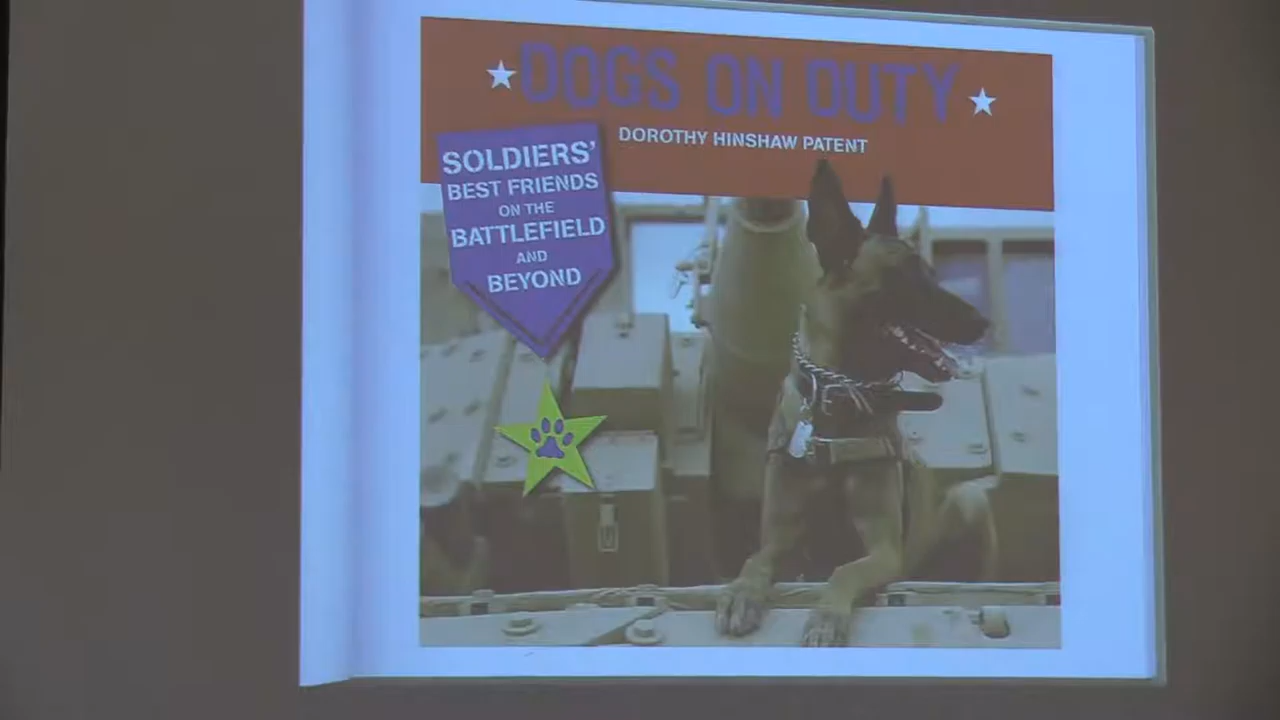 DOGS ON DUTY
DOROTHY HINSHAW PATENT
SOLDIERS'
BEST FRIENDS
ON THE
BATTLEFIELD
AND
BEYOND